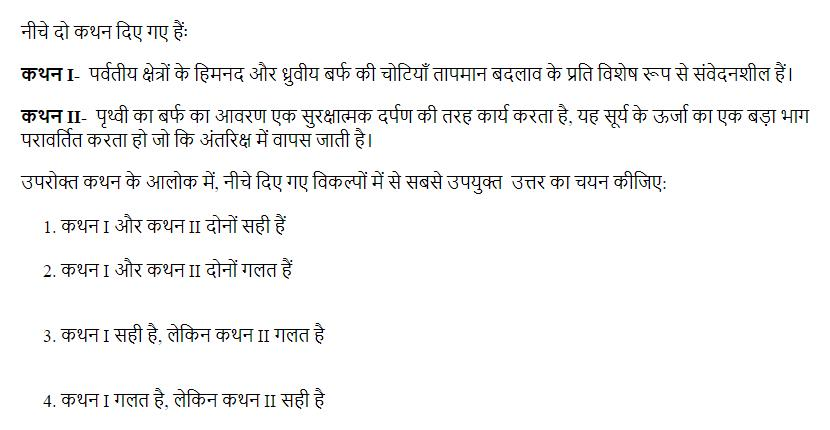 नीचे दो कथन दिए गए हैंः
कथन I- पर्वतीय क्षेत्रों के हिमनद और ध्रुवीय बर्फ की चोटियाँ तापमान बदलाव के प्रति विशेष रूप से संवेदनशील हैं।
कथन II- पृथ्वी का बर्फ का आवरण एक सुरक्षात्मक दर्पण की तरह कार्य करता है, यह सूर्य के ऊर्जा का एक बड़ा भाग
परावर्तित करता हो जो कि अंतरिक्ष में वापस जाती है।
उपरोक्त कथन के आलोक में, नीचे दिए गए विकल्पों में से सबसे उपयुक्त उत्तर का चयन कीजिए:
1. कथन I और कथन II दोनों सही हैं
2. कथन I और कथन II दोनों गलत हैं
3. कथन I सही है, लेकिन कथन II गलत है
4. कथन I गलत है, लेकिन कथन II सही है